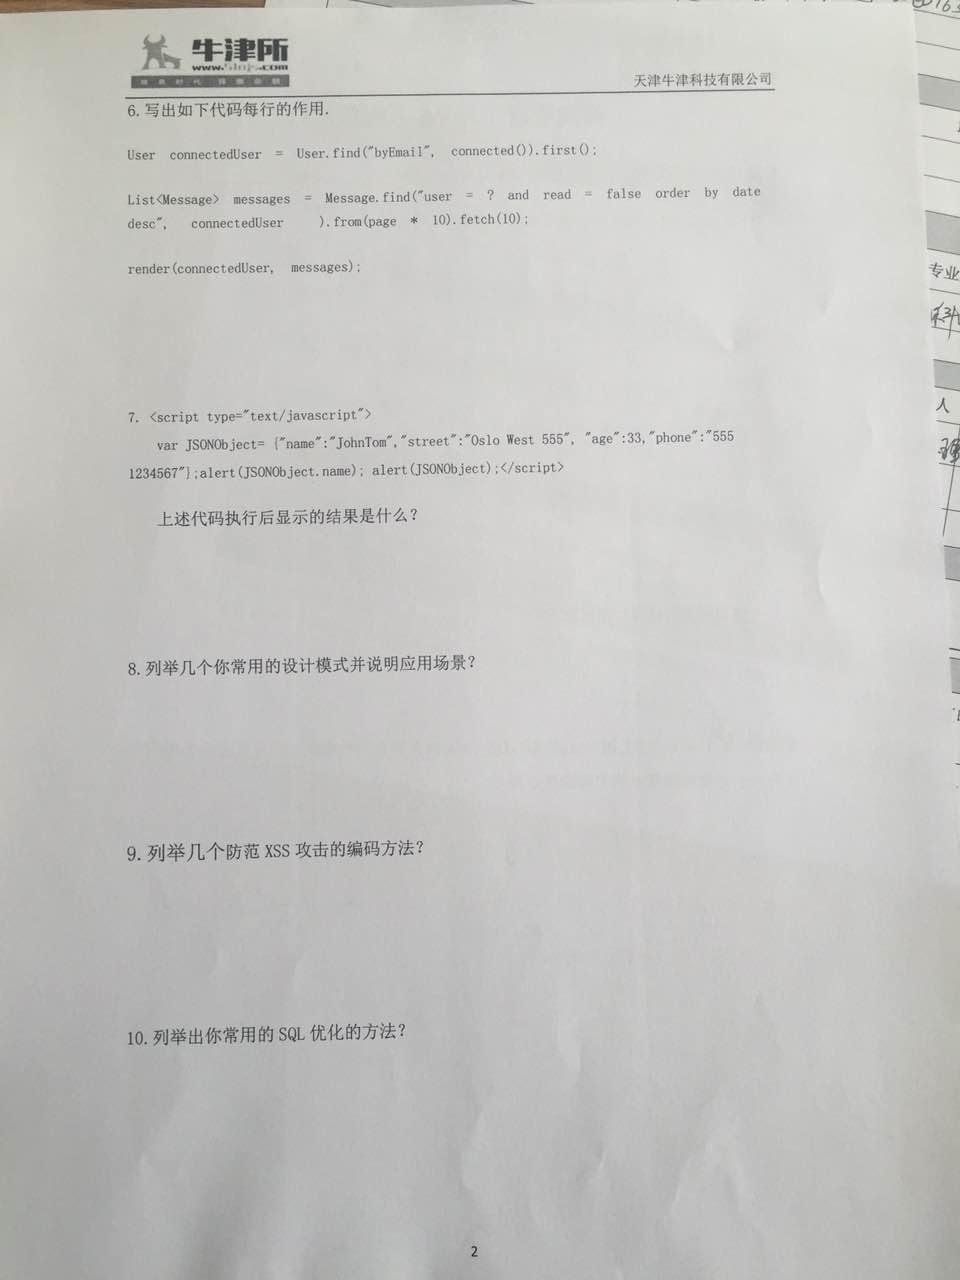 牛津所
天津牛津科技有限公司
6.写出如下代码每行的作用.
User connectedUser = User.find("byEmail", connected()).first();
List<Message> messages = Message.find("user = ? and read = false order by date
desc", connectedUser ).from(page * 10).fetch(10);
render(connectedUser, messages);
7. <script type="text/javascript">
var JSONObject= {"name":"JohnTom","street":"Oslo West 555", "age":33,"phone":"555
1234567"};alert(JSONObject.name); alert(JSONObject);</script>
上述代码执行后显示的结果是什么?
8.列举几个你常用的设计模式并说明应用场景?
9.列举几个防范 XSS 攻击的编码方法?
10.列举出你常用的 SQL 优化的方法?
2
专业
人